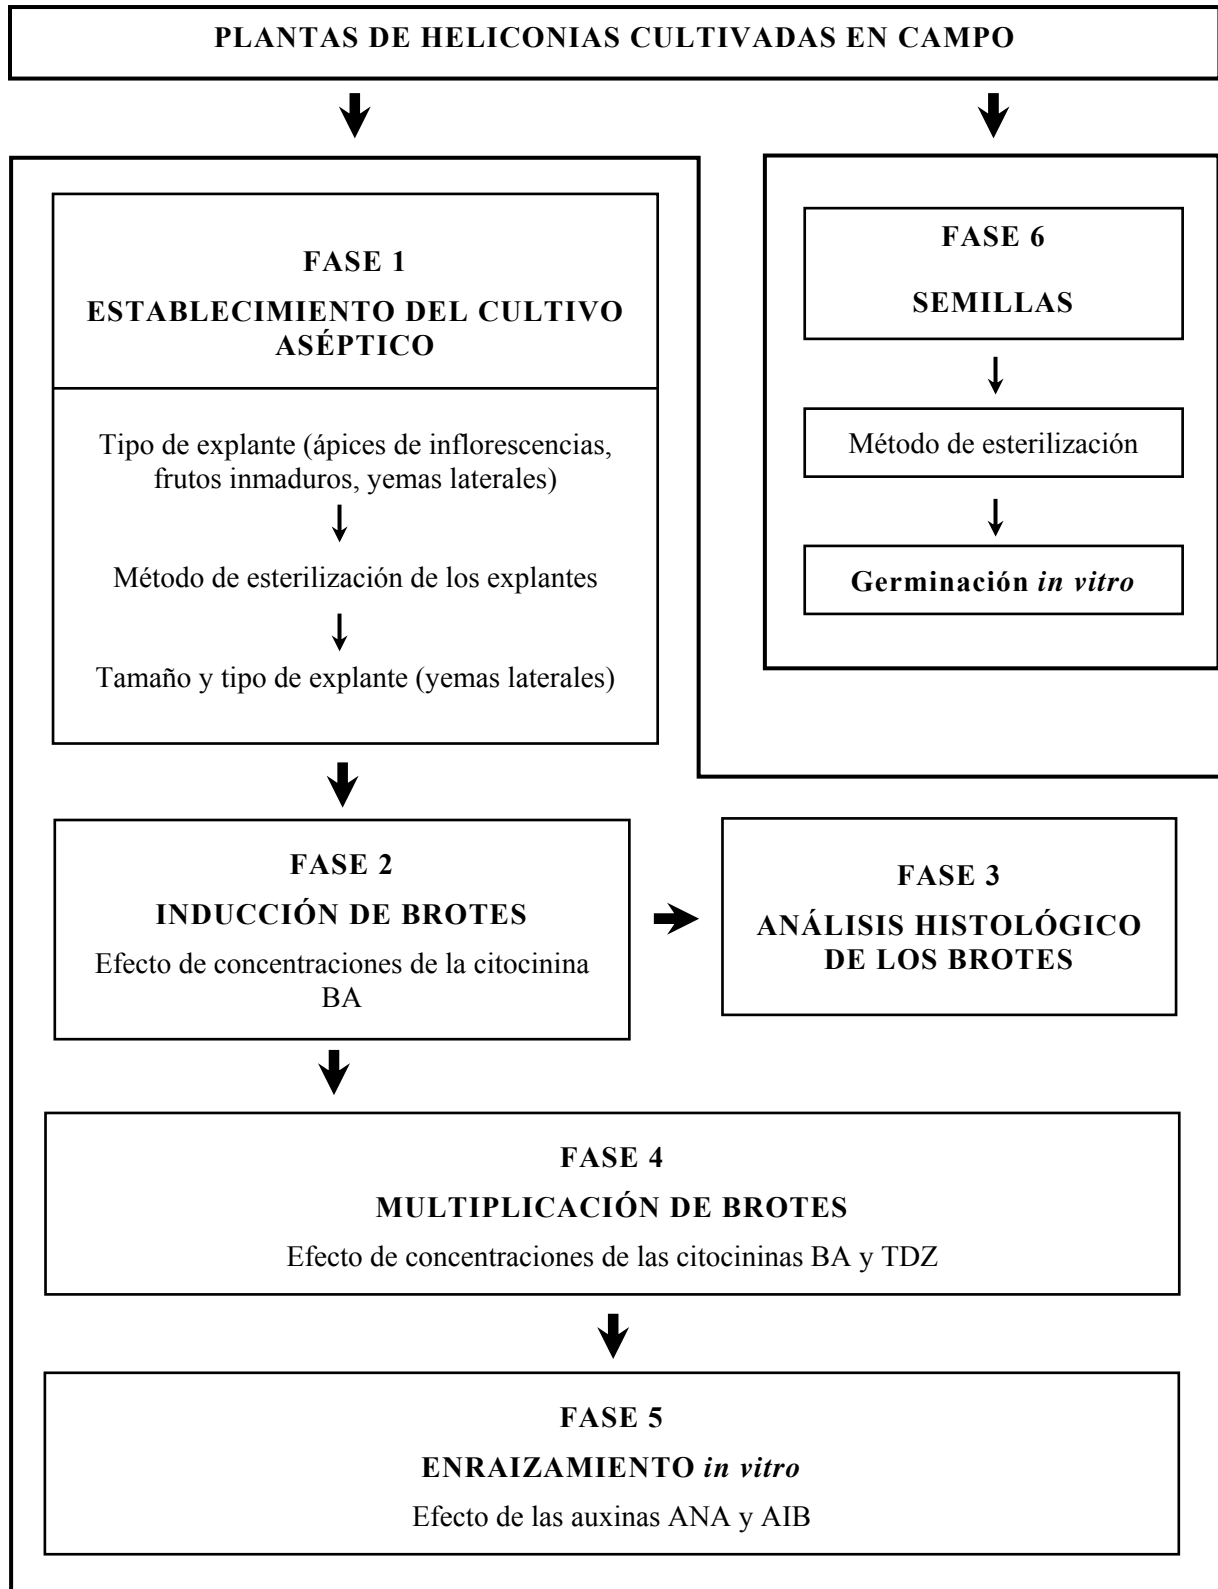 PLANTAS DE HELICONIAS CULTIVADAS EN CAMPO
FASE 1
ESTABLECIMIENTO DEL CULTIVO
ASÉPTICO
Tipo de explante (ápices de inflorescencias,
frutos inmaduros, yemas laterales)
Método de esterilización de los explantes
Tamaño y tipo de explante (yemas laterales)
FASE 6
SEMILLAS
Método de esterilización
Germinación in vitro
FASE 2
INDUCCIÓN DE BROTES
Efecto de concentraciones de la citocinina
BA
FASE 3
ANÁLISIS HISTOLÓGICO
DE LOS BROTES
FASE 4
MULTIPLICACIÓN DE BROTES
Efecto de concentraciones de las citocininas BA y TDZ
FASE 5
ENRAIZAMIENTO in vitro
Efecto de las auxinas ANA y AIB